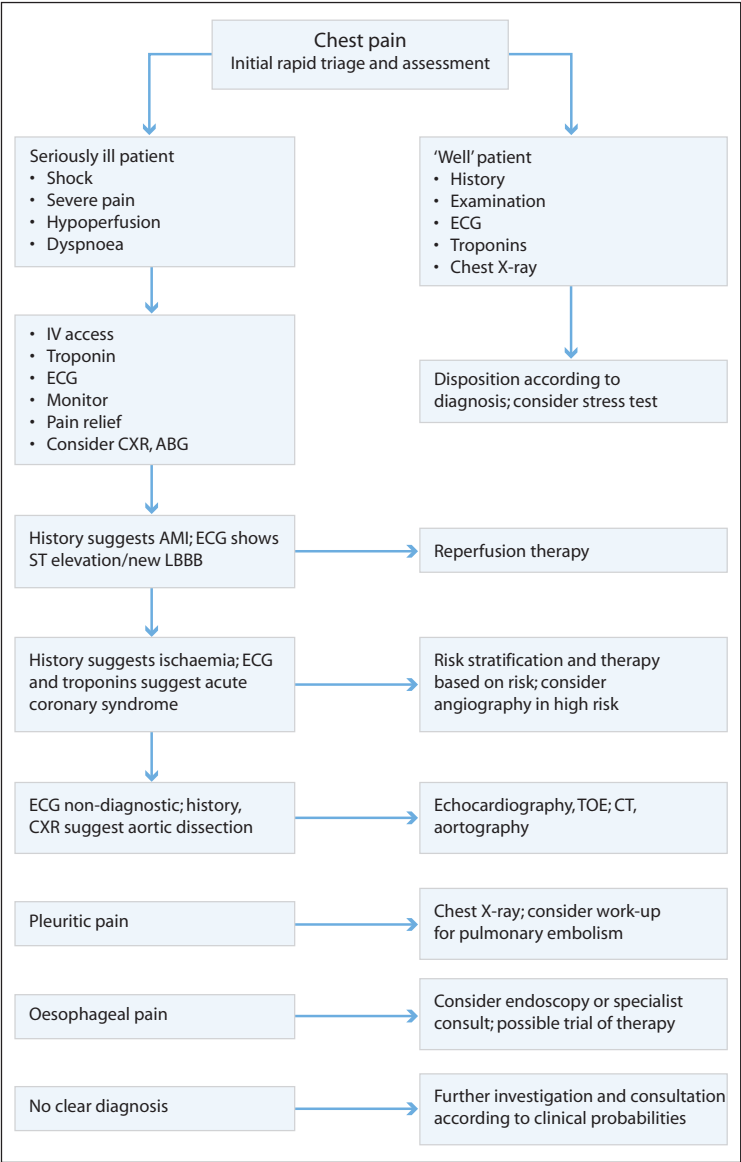 Chest pain
Initial rapid triage and assessment
Seriously ill patient
• Shock
• Severe pain
• Hypoperfusion
• Dyspnoea
'Well' patient
• History
• Examination
• ECG
• Troponins
• Chest X-ray
• IV access
• Troponin
• ECG
• Monitor
• Pain relief
• Consider CXR, ABG
Disposition according to
diagnosis; consider stress test
History suggests AMI; ECG shows
ST elevation/new LBBB
Reperfusion therapy
History suggests ischaemia; ECG
and troponins suggest acute
coronary syndrome
Risk stratification and therapy
based on risk; consider
angiography in high risk
ECG non-diagnostic; history,
CXR suggest aortic dissection
Echocardiography, TOE; CT,
aortography
Pleuritic pain
Chest X-ray; consider work-up
for pulmonary embolism
Oesophageal pain
Consider endoscopy or specialist
consult; possible trial of therapy
No clear diagnosis
Further investigation and consultation
according to clinical probabilities